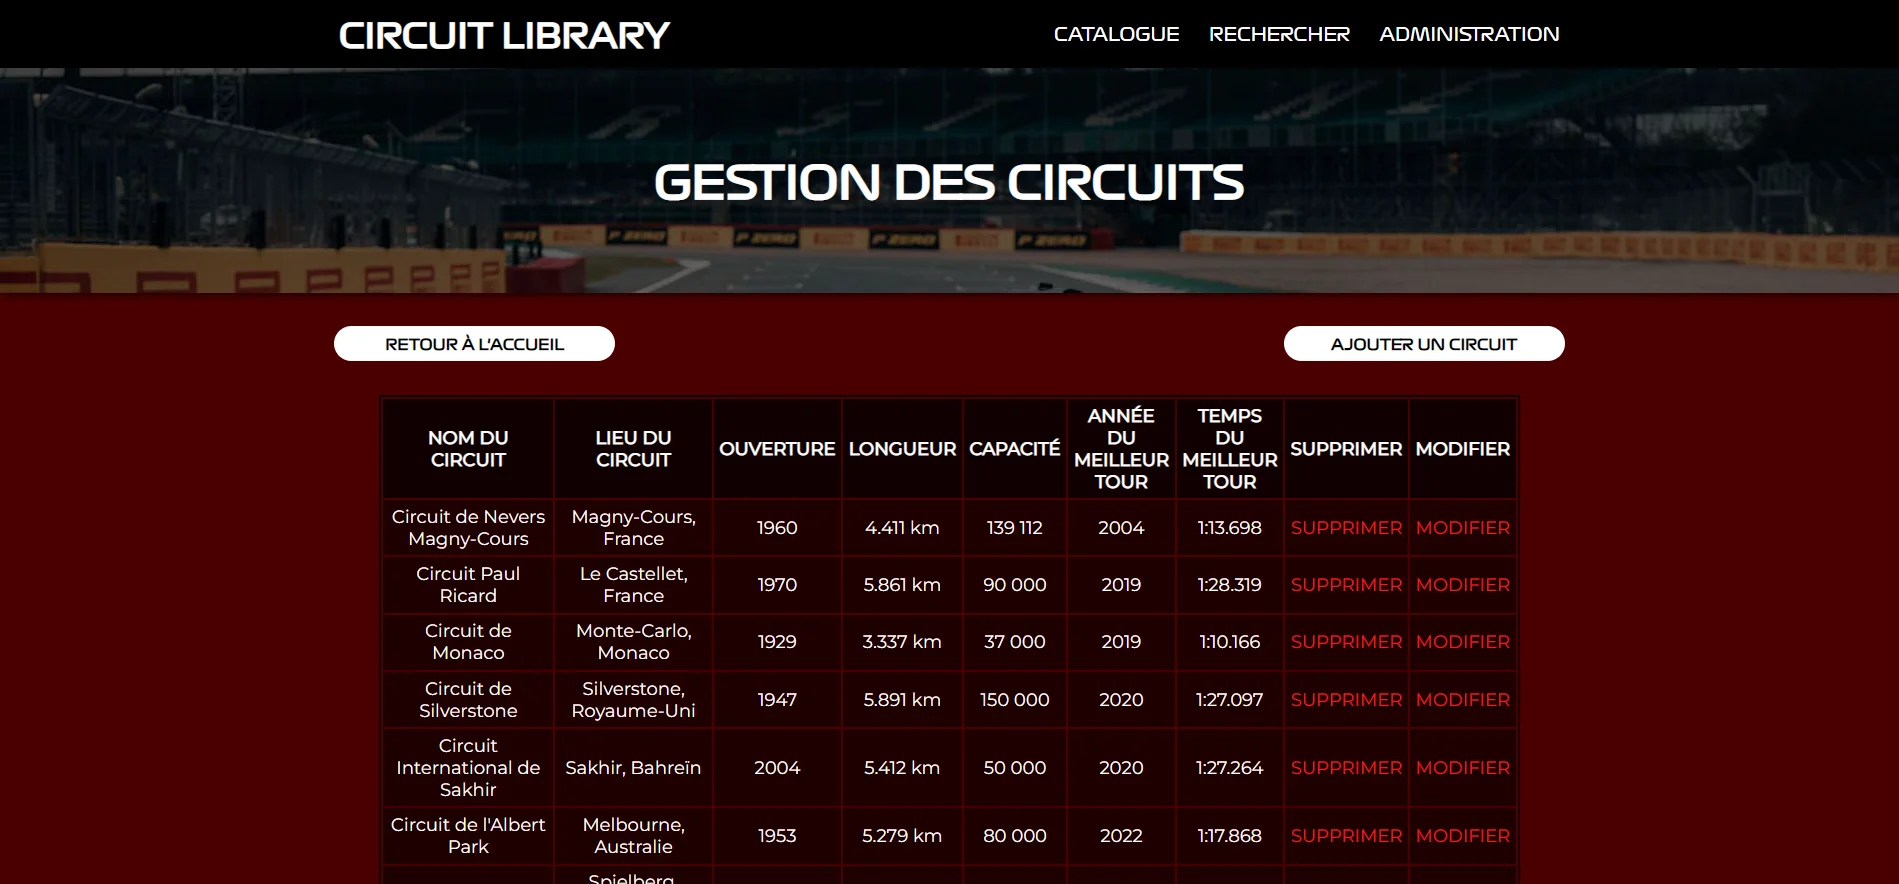 CIRCUIT LIBRARY
CATALOGUE RECHERCHER ADMINISTRATION
GESTION DES CIRCUITS
P ZERO
P ZERO
P ZERO
P ZERO
RETOUR À L'ACCUEIL
AJOUTER UN CIRCUIT
NOM DU
CIRCUIT
LIEU DU
CIRCUIT
OUVERTURE
LONGUEUR
CAPACITÉ
ANNÉE
DU
MEILLEUR
TOUR
TEMPS
DU
MEILLEUR
TOUR
SUPPRIMER
MODIFIER
Circuit de Nevers
Magny-Cours
Magny-Cours,
France
1960
4.411 km
139 112
2004
1:13.698
SUPPRIMER
MODIFIER
Circuit Paul
Ricard
Le Castellet,
France
1970
5.861 km
90 000
2019
1:28.319
SUPPRIMER
MODIFIER
Circuit de
Monaco
Monte-Carlo,
Monaco
1929
3.337 km
37 000
2019
1:10.166
SUPPRIMER
MODIFIER
Circuit de
Silverstone
Silverstone,
Royaume-Uni
1947
5.891 km
150 000
2020
1:27.097
SUPPRIMER
MODIFIER
Circuit
International de
Sakhir
Sakhir, Bahreïn
2004
5.412 km
50 000
2020
1:27.264
SUPPRIMER
MODIFIER
Circuit de l'Albert
Park
Melbourne,
Australie
1953
5.279 km
80 000
2022
1:17.868
SUPPRIMER
MODIFIER
Spielberg,